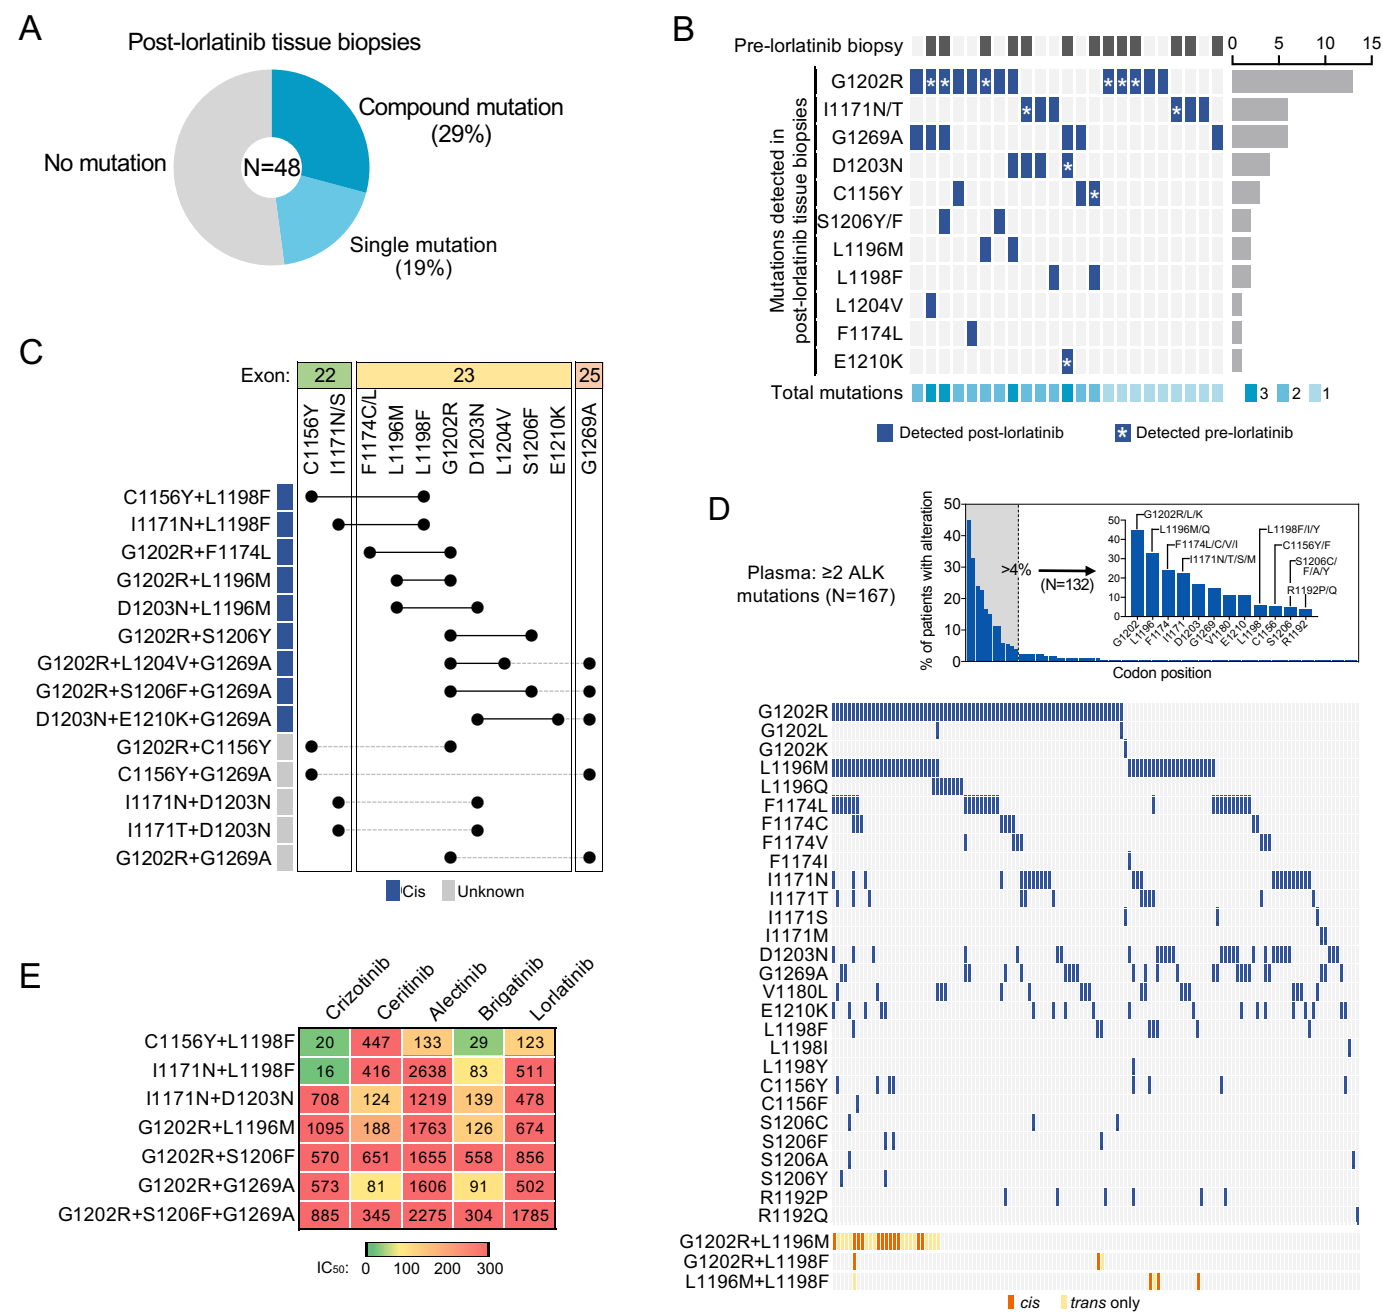 A
Post-lorlatinib tissue biopsies
Compound mutation
(29%)
No mutation
N=48
Single mutation
(19%)
B
Pre-lorlatinib biopsy
0 5 10 15
Mutations detected in
post-lorlatinib tissue biopsies
G1202R
I1171N/T
G1269A
D1203N
C1156Y
S1206Y/F
L1196M
L1198F
L1204V
F1174L
E1210K
Total mutations
3 2 1
Detected post-lorlatinib
* Detected pre-lorlatinib
C
Exon: 22 23 25
C1156Y
I1171N/S
F1174C/L
L1196M
L1198F
G1202R
D1203N
L1204V
S1206F
E1210K
G1269A
C1156Y+L1198F
I1171N+L1198F
G1202R+F1174L
G1202R+L1196M
D1203N+L1196M
G1202R+S1206Y
G1202R+L1204V+G1269A
G1202R+S1206F+G1269A
D1203N+E1210K+G1269A
G1202R+C1156Y
C1156Y+G1269A
I1171N+D1203N
I1171T+D1203N
G1202R+G1269A
Cis Unknown
D
Plasma: ≥2 ALK
mutations (N=167)
% of patients with alteration
50
40
30
20
10
0
>4%
(N=132)
50
40
30
20
10
0
G1202R/L/K
L1196M/Q
F1174L/C/V/I
I1171N/T/S/M
L1198F/I/Y
C1156Y/F
S1206C/
F/A/Y
R1192P/Q
G1202
L1196
F1174
I1171
D1203
G1269
V1180
E1210
L1198
C1156
S1206
R1192
Codon position
G1202R
G1202L
G1202K
L1196M
L1196Q
F1174L
F1174C
F1174V
F1174I
I1171N
I1171T
I1171S
I1171M
D1203N
G1269A
V1180L
E1210K
L1198F
L1198I
L1198Y
C1156Y
C1156F
S1206C
S1206F
S1206A
S1206Y
R1192P
R1192Q
G1202R+L1196M
G1202R+L1198F
L1196M+L1198F
cis trans only
E
Crizotinib
Ceritinib
Alectinib
Brigatinib
Lorlatinib
C1156Y+L1198F 20 447 133 29 123
I1171N+L1198F 16 416 2638 83 511
I1171N+D1203N 708 124 1219 139 478
G1202R+L1196M 1095 188 1763 126 674
G1202R+S1206F 570 651 1655 558 856
G1202R+G1269A 573 81 1606 91 502
G1202R+S1206F+G1269A 885 345 2275 304 1785
IC50: 0 100 200 300